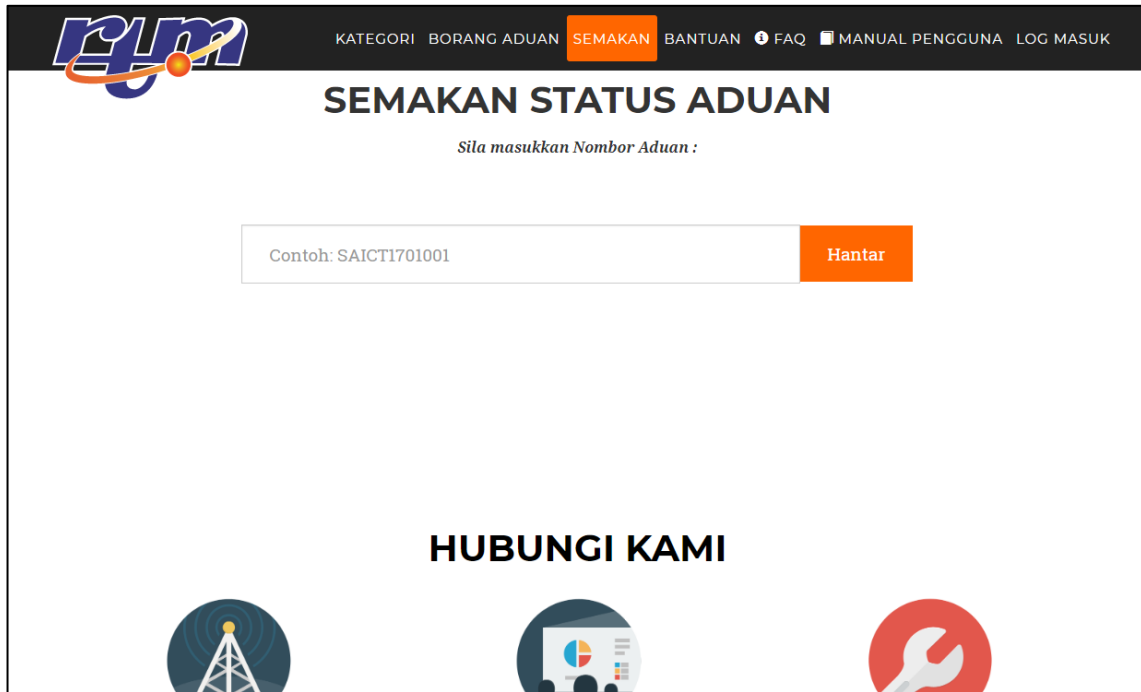 rtm
KATEGORI BORANG ADUAN SEMAKAN BANTUAN FAQ MANUAL PENGGUNA LOG MASUK
SEMAKAN STATUS ADUAN
Sila masukkan Nombor Aduan :
Contoh: SAICT1701001 Hantar
HUBUNGI KAMI